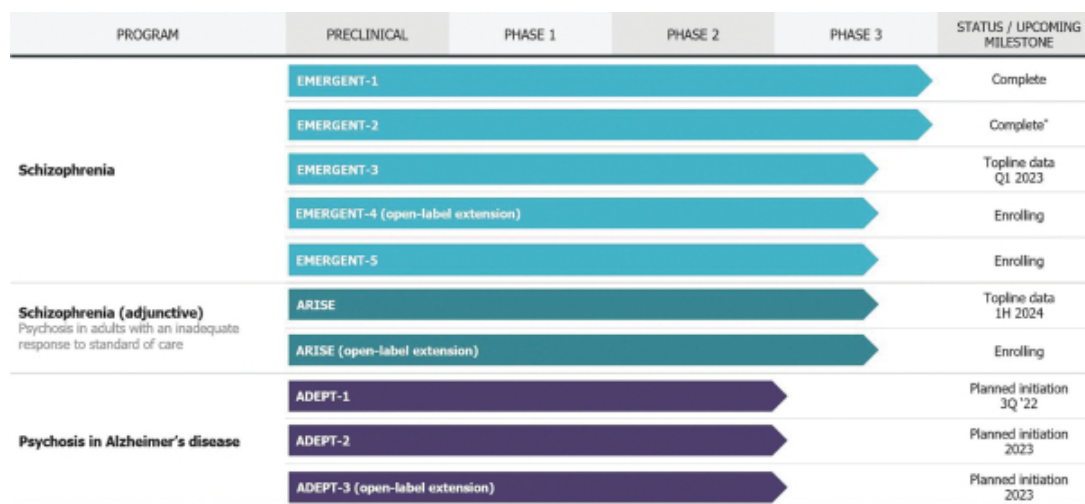 PROGRAM PRECLINICAL PHASE 1 PHASE 2 PHASE 3 STATUS / UPCOMING
MILESTONE
Schizophrenia
EMERGENT-1 Complete
EMERGENT-2 Complete*
EMERGENT-3 Topline data
Q1 2023
EMERGENT-4 (open-label extension) Enrolling
EMERGENT-5 Enrolling
Schizophrenia (adjunctive)
Psychosis in adults with an inadequate
response to standard of care
ARISE Topline data
1H 2024
ARISE (open-label extension) Enrolling
Psychosis in Alzheimer's disease
ADEPT-1 Planned initiation
3Q '22
ADEPT-2 Planned initiation
2023
ADEPT-3 (open-label extension) Planned initiation
2023